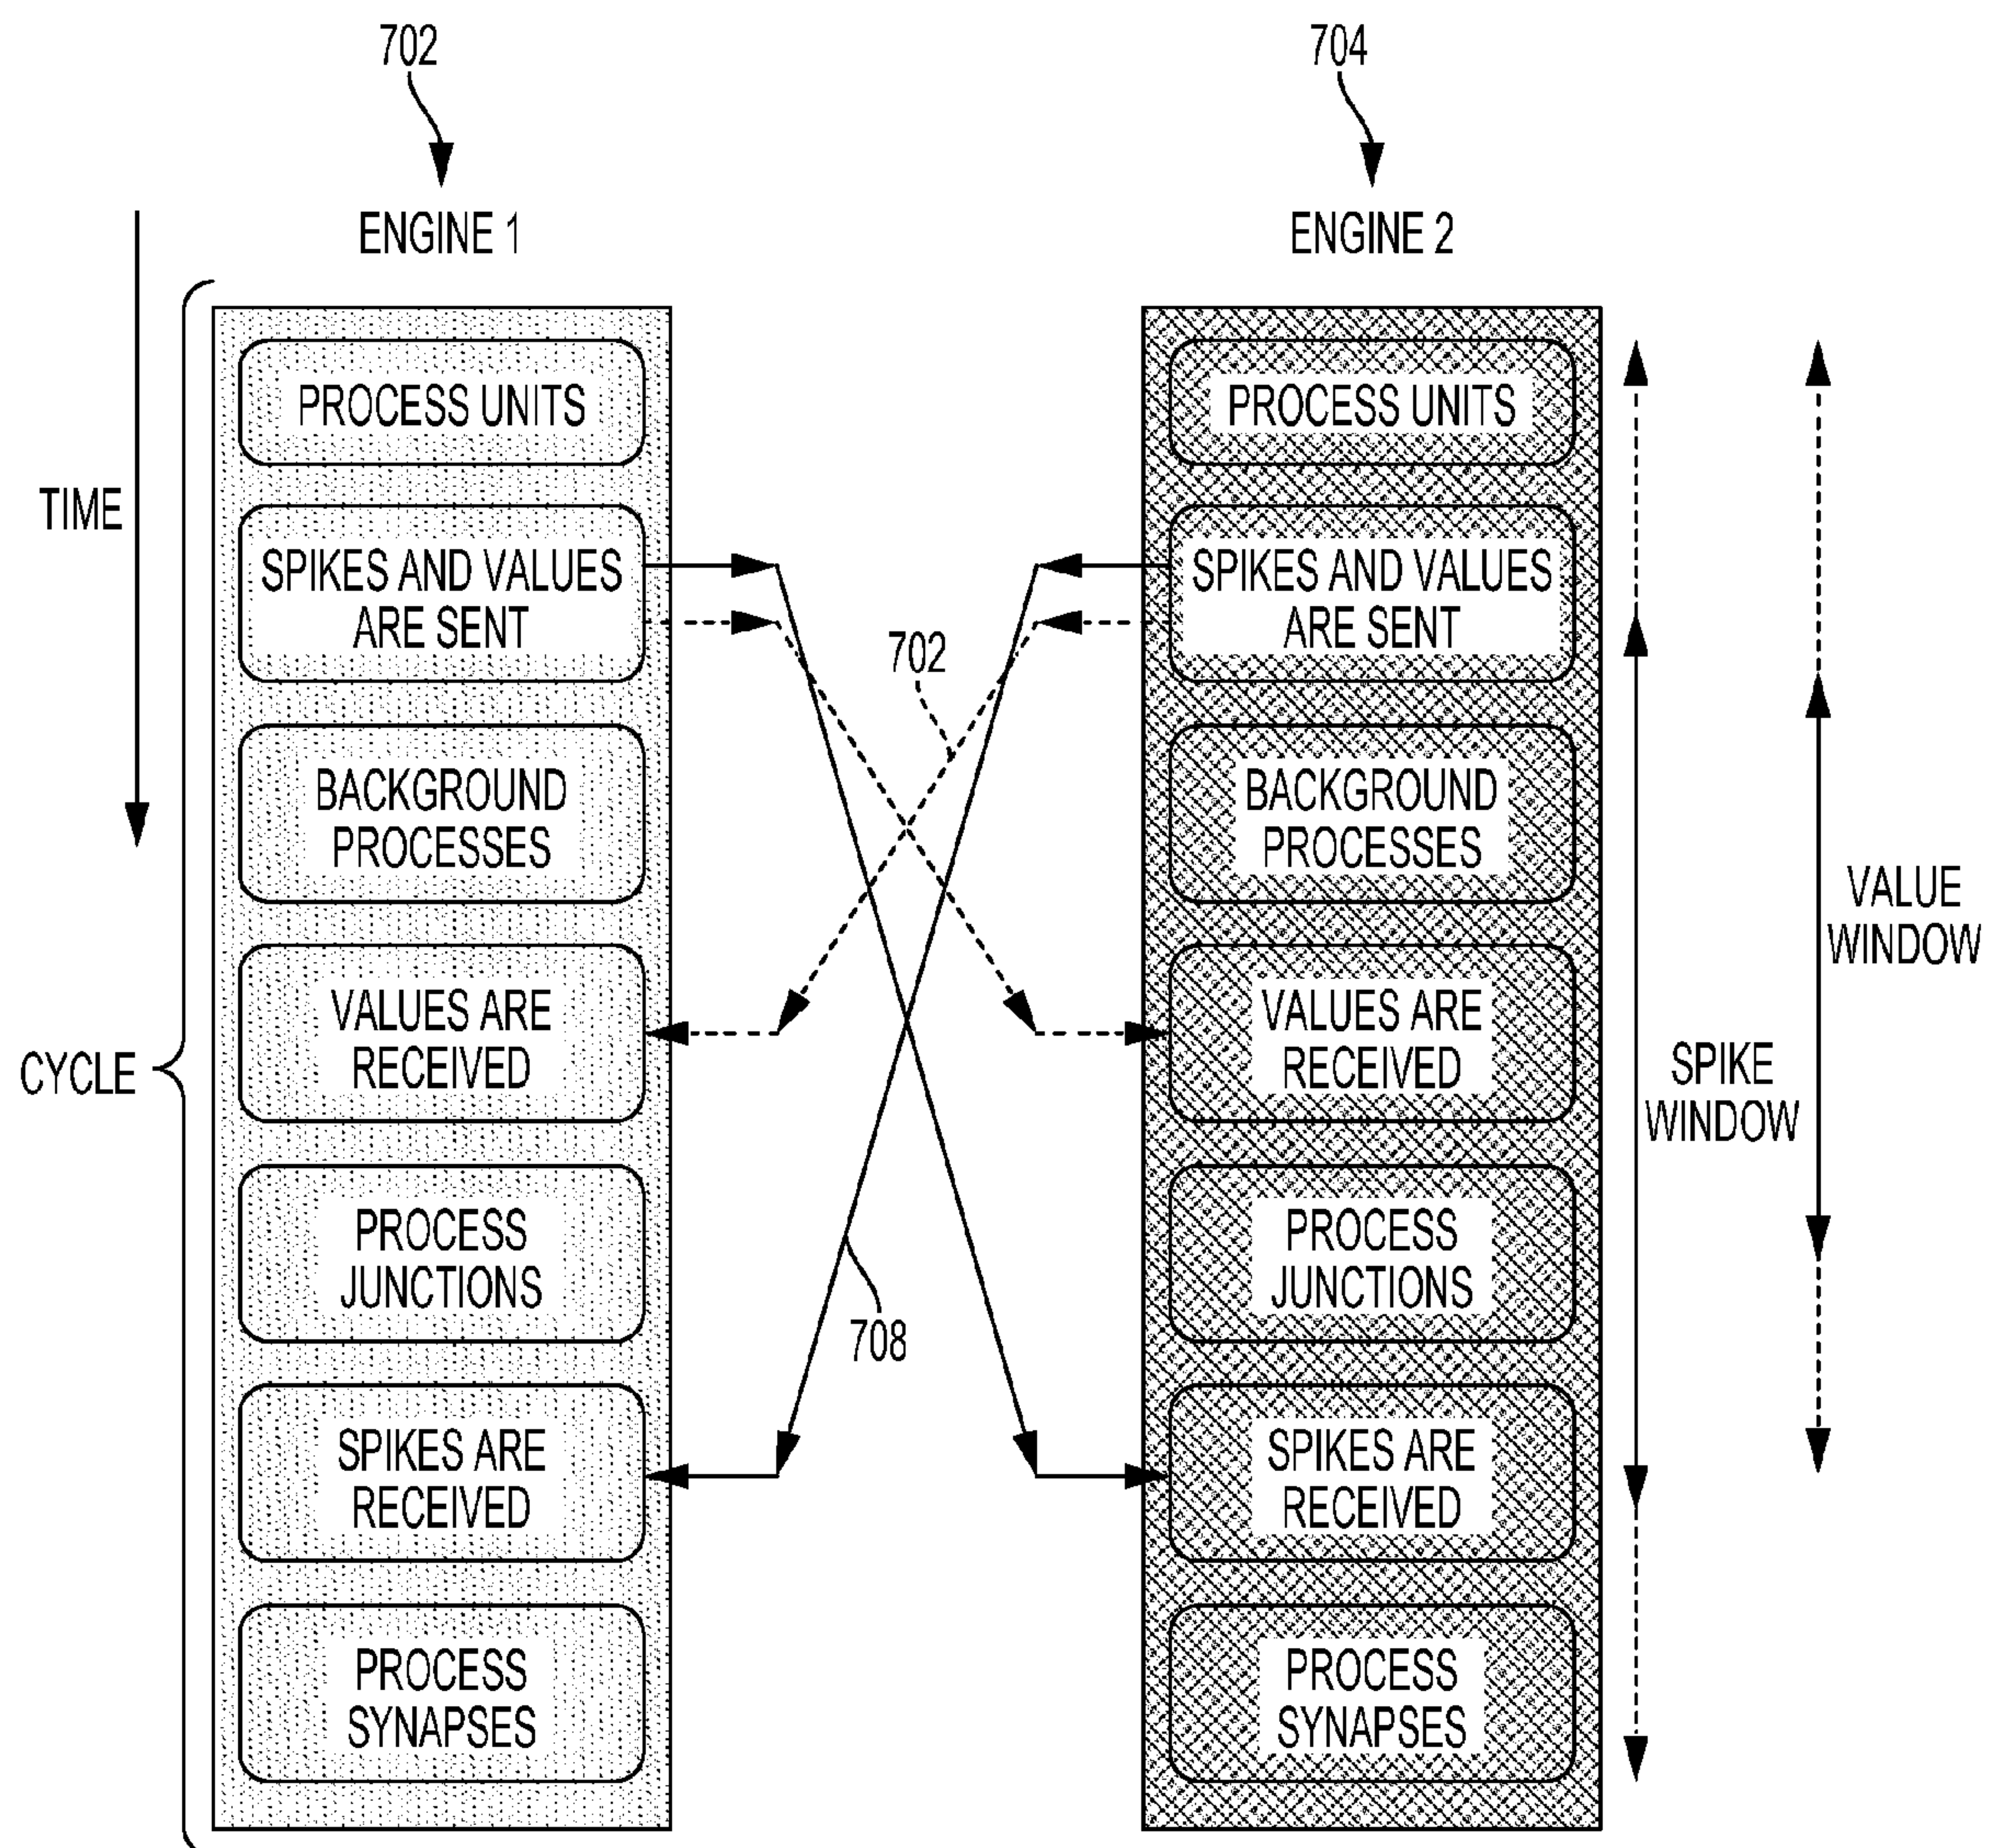 702
704
ENGINE 1
ENGINE 2
TIME
CYCLE
PROCESS UNITS
SPIKES AND VALUES
ARE SENT
BACKGROUND
PROCESSES
VALUES ARE
RECEIVED
PROCESS
JUNCTIONS
SPIKES ARE
RECEIVED
PROCESS
SYNAPSES
702
708
PROCESS UNITS
SPIKES AND VALUES
ARE SENT
BACKGROUND
PROCESSES
VALUES ARE
RECEIVED
PROCESS
JUNCTIONS
SPIKES ARE
RECEIVED
PROCESS
SYNAPSES
SPIKE
WINDOW
VALUE
WINDOW